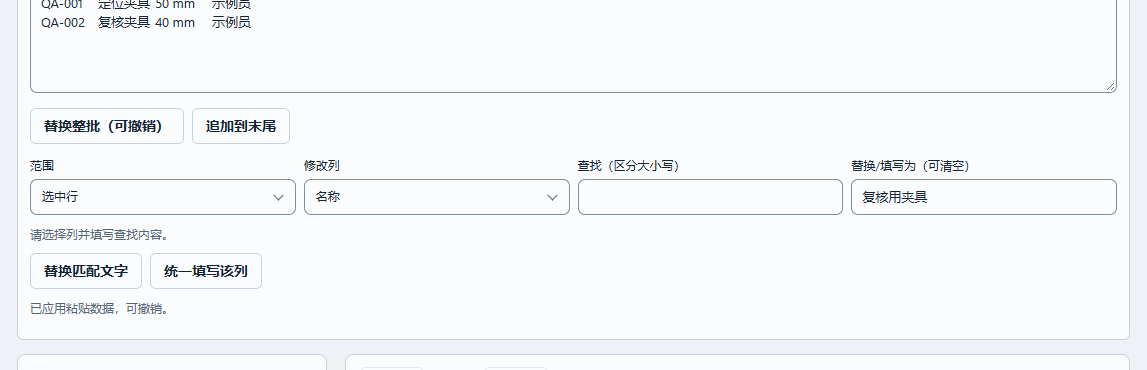 QA-001 定位夹具 50 mm 示例员
QA-002 复核夹具 40 mm 示例员
替换整批（可撤销） 追加到末尾
范围 修改列 查找（区分大小写） 替换/填写为（可清空）
选中行 名称 复核用夹具
请选择列并填写查找内容。
替换匹配文字 统一填写该列
已应用粘贴数据，可撤销。